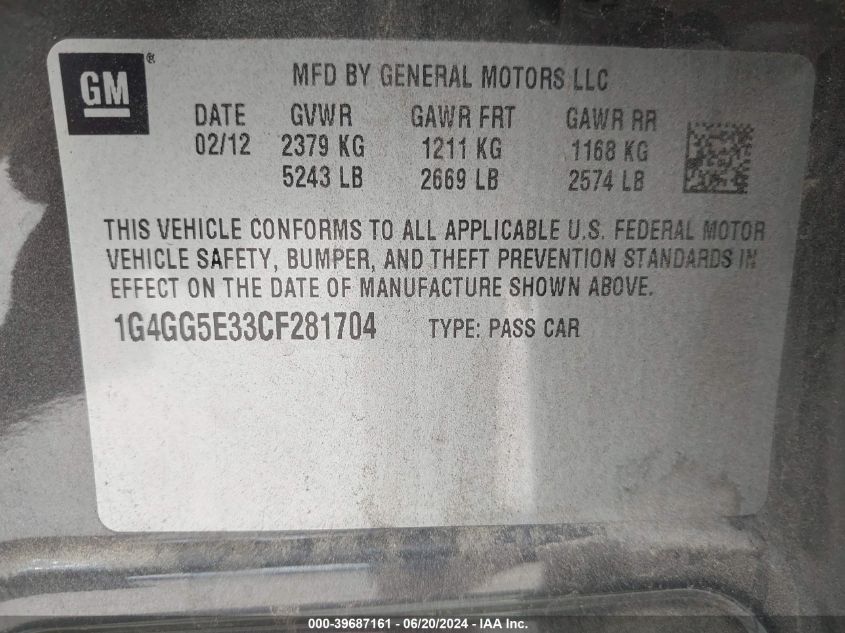 GM®
MFD BY GENERAL MOTORS LLC
DATE GVWR GAWR FRT GAWR RR
02/12 2379 KG 1211 KG 1168 KG
5243 LB 2669 LB 2574 LB
THIS VEHICLE CONFORMS TO ALL APPLICABLE U.S. FEDERAL MOTOR
VEHICLE SAFETY, BUMPER, AND THEFT PREVENTION STANDARDS IN
EFFECT ON THE DATE OF MANUFACTURE SHOWN ABOVE.
1G4GG5E33CF281704 TYPE: PASS CAR
000-39687161 - 06/20/2024 - IAA Inc.